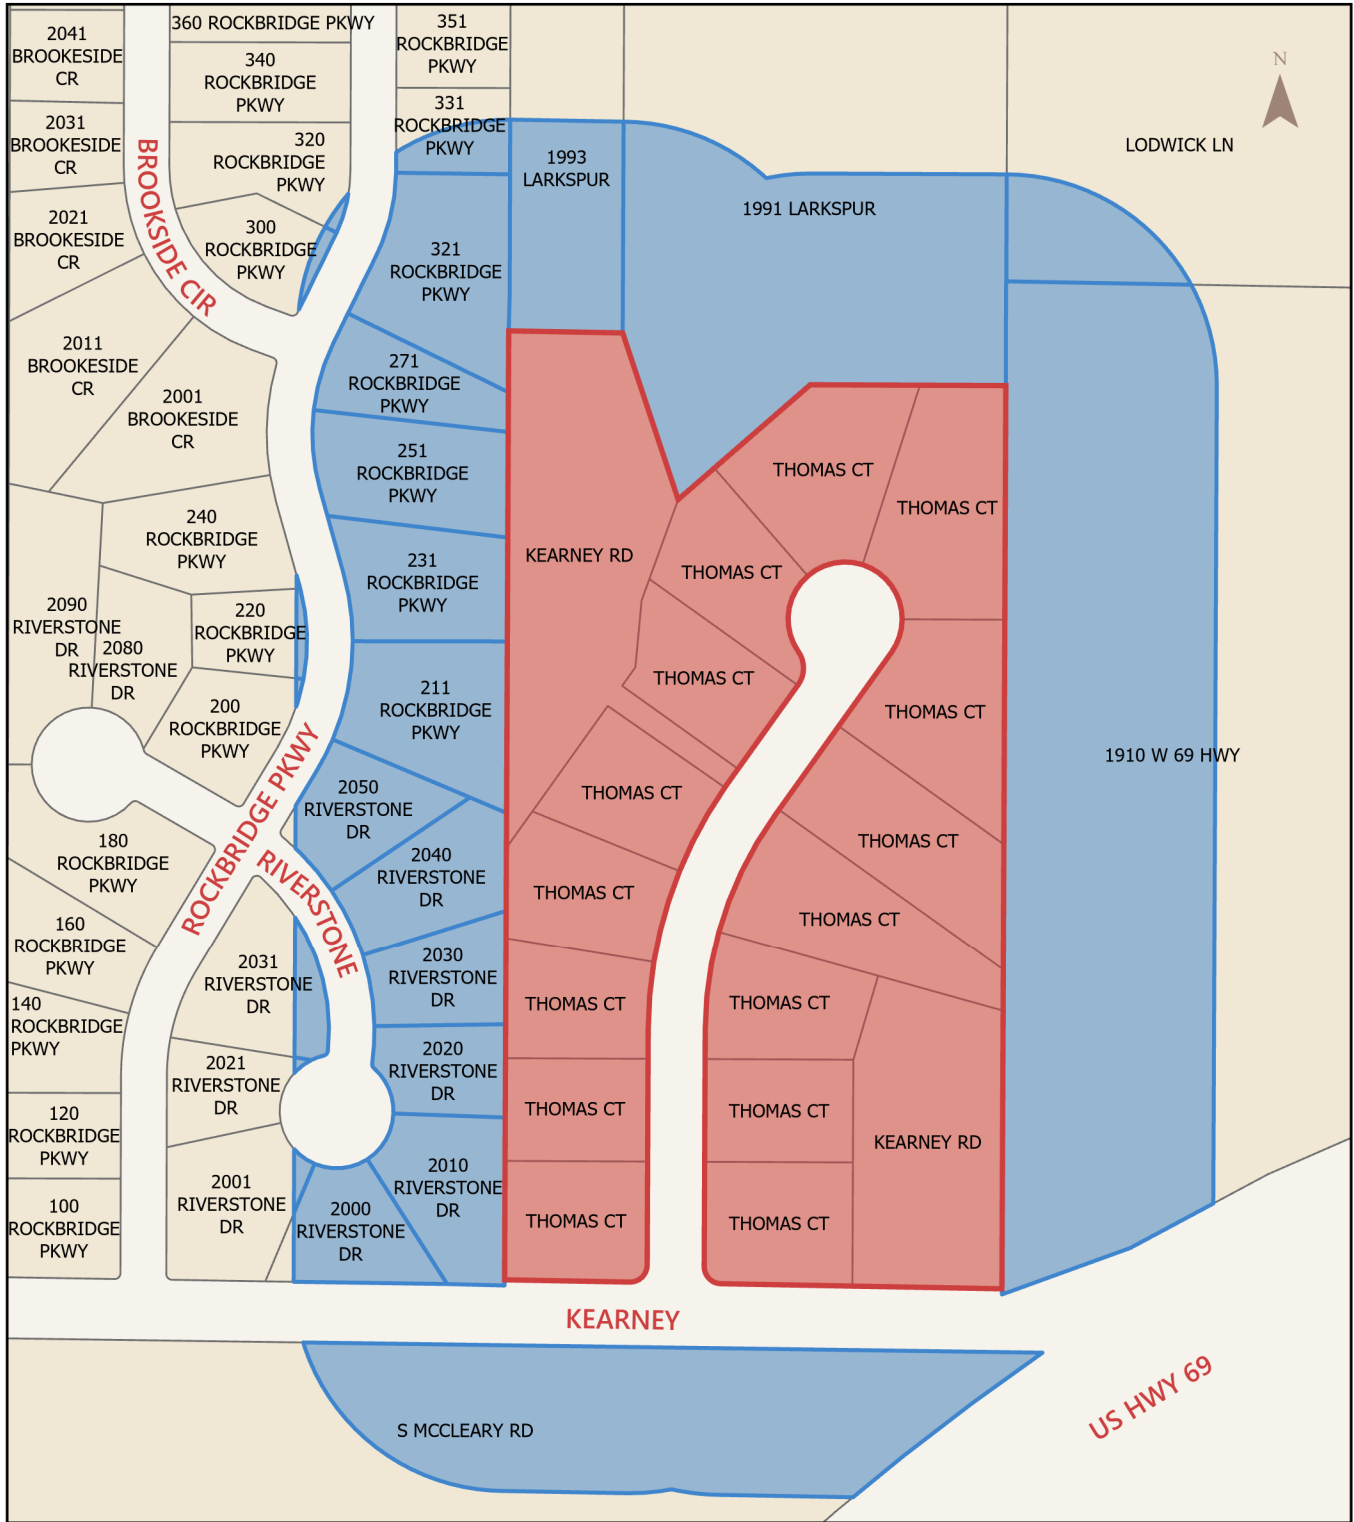 360 ROCKBRIDGE PKWY
351
ROCKBRIDGE
PKWY
2041
BROOKESIDE
CR
340
ROCKBRIDGE
PKWY
N
331
ROCKBRIDGE
PKWY
2031
BROOKESIDE
CR
320
ROCKBRIDGE
PKWY
LODWICK LN
1993
LARKSPUR
BROOKSIDE CIR
1991 LARKSPUR
2021
BROOKESIDE
CR
300
ROCKBRIDGE
PKWY
321
ROCKBRIDGE
PKWY
2011
BROOKESIDE
CR
271
ROCKBRIDGE
PKWY
2001
BROOKESIDE
CR
251
ROCKBRIDGE
PKWY
THOMAS CT
THOMAS CT
240
ROCKBRIDGE
PKWY
KEARNEY RD
231
ROCKBRIDGE
PKWY
THOMAS CT
2090
RIVERSTONE
DR
220
ROCKBRIDGE
PKWY
2080
RIVERSTONE
DR
THOMAS CT
211
ROCKBRIDGE
PKWY
200
ROCKBRIDGE
PKWY
THOMAS CT
1910 W 69 HWY
ROCKBRIDGE PKWY
2050
RIVERSTONE
DR
THOMAS CT
180
ROCKBRIDGE
PKWY
THOMAS CT
2040
RIVERSTONE
DR
RIVERSTONE
THOMAS CT
THOMAS CT
160
ROCKBRIDGE
PKWY
2031
RIVERSTONE
DR
2030
RIVERSTONE
DR
THOMAS CT
THOMAS CT
140
ROCKBRIDGE
PKWY
2021
RIVERSTONE
DR
2020
RIVERSTONE
DR
THOMAS CT
THOMAS CT
120
ROCKBRIDGE
PKWY
KEARNEY RD
2010
RIVERSTONE
DR
2001
RIVERSTONE
DR
100
ROCKBRIDGE
PKWY
2000
RIVERSTONE
DR
THOMAS CT
THOMAS CT
KEARNEY
US HWY 69
S MCCLEARY RD